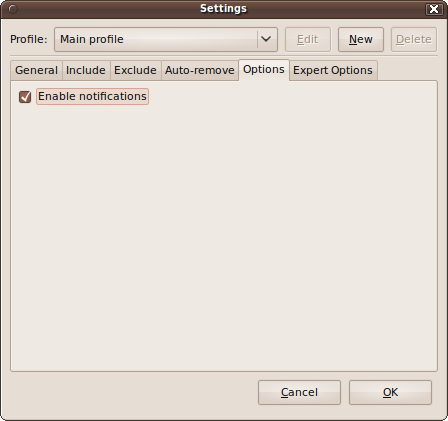 Settings
Profile: Main profile Edit New Delete
General Include Exclude Auto-remove Options Expert Options
Enable notifications
Cancel OK